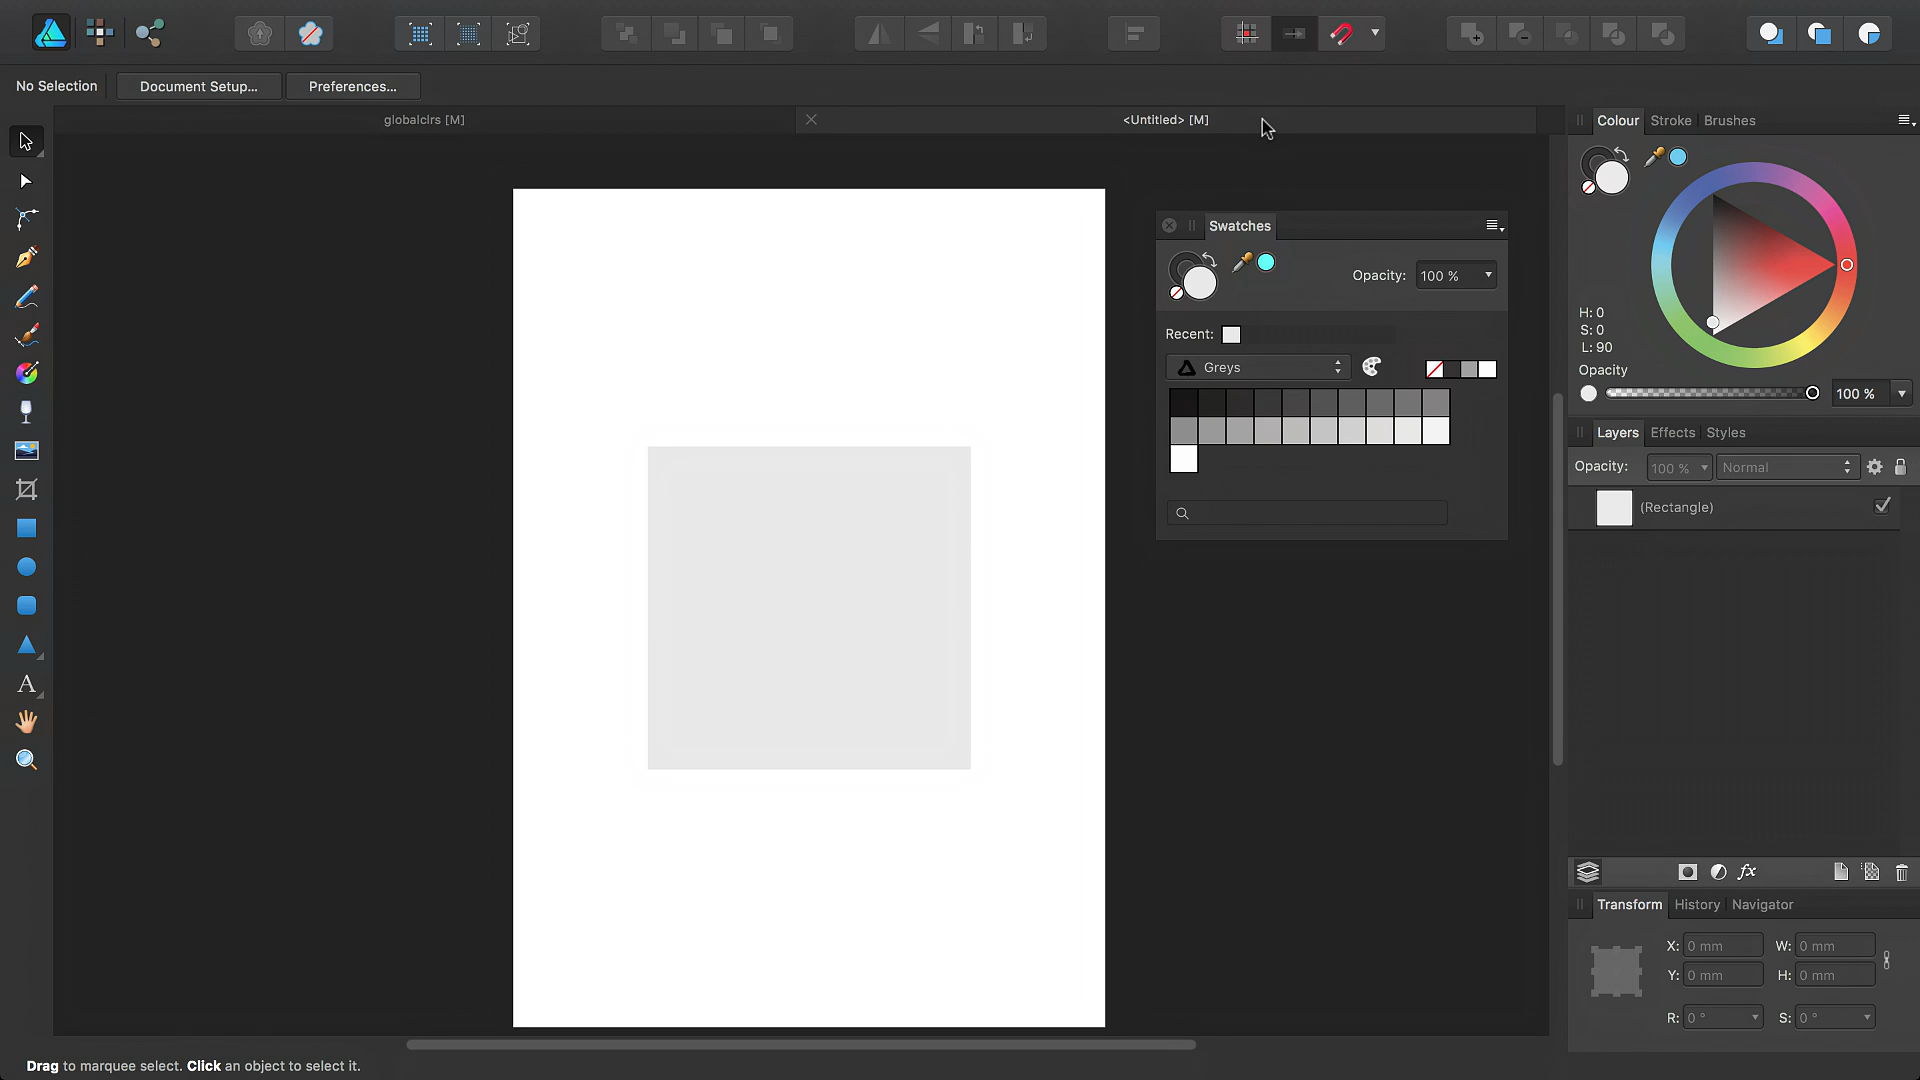 No Selection
Document Setup...
Preferences...
globalclrs [M]
<Untitled> [M]
Colour
Stroke
Brushes
H: 0
S: 0
L: 90
Opacity
100 %
Swatches
Opacity:
100 %
Recent:
Greys
Layers
Effects
Styles
Opacity:
100 %
Normal
(Rectangle)
fx
Transform
History
Navigator
X:
0 mm
W:
0 mm
Y:
0 mm
H:
0 mm
R:
0 °
S:
0 °
A
Drag to marquee select. Click an object to select it.